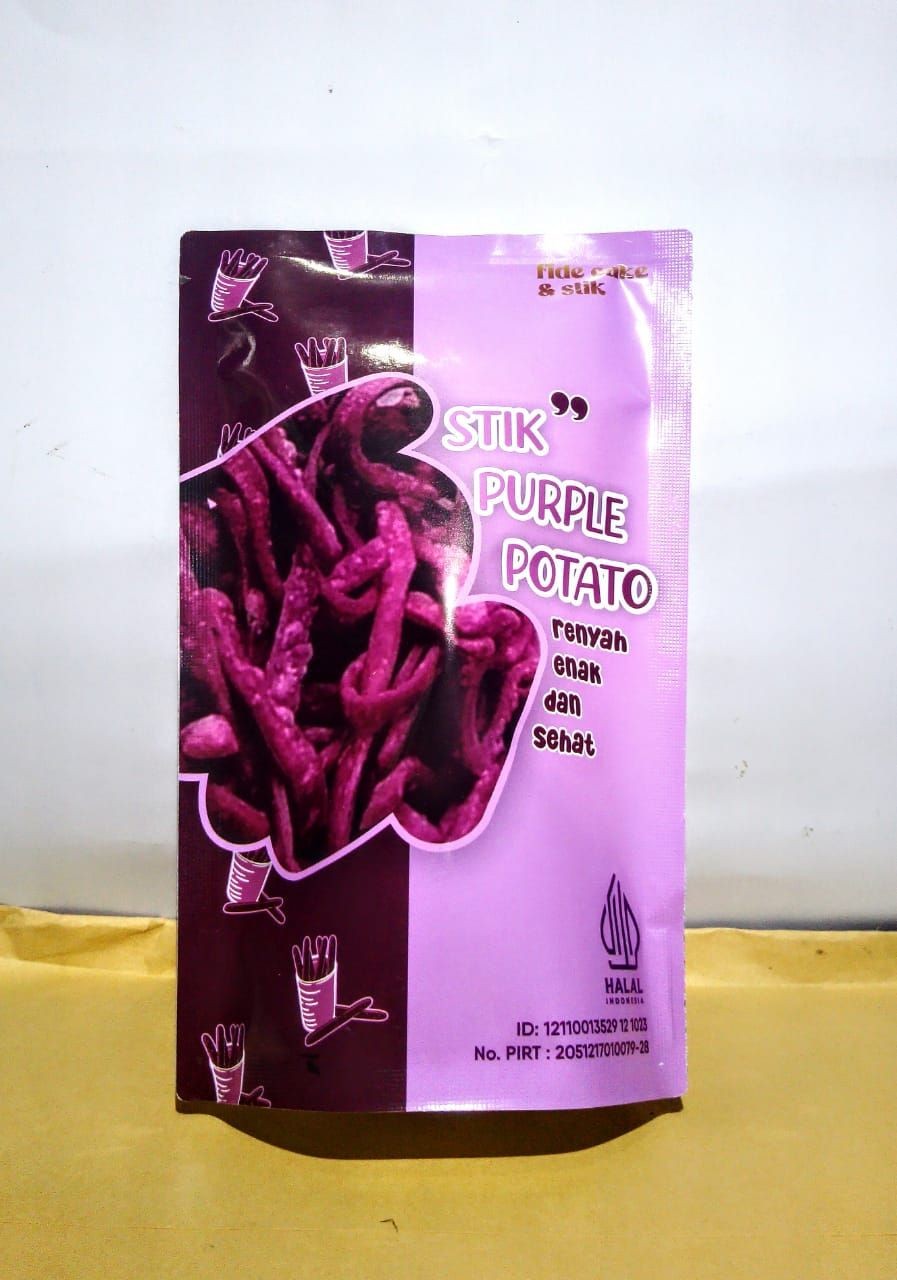 fide cake
& stik
STIK ”
PURPLE
POTATO
renyah
enak
dan
sehat
HALAL
INDONESIA
ID: 12110013529 12 1023
No. PIRT : 2051217010079-28